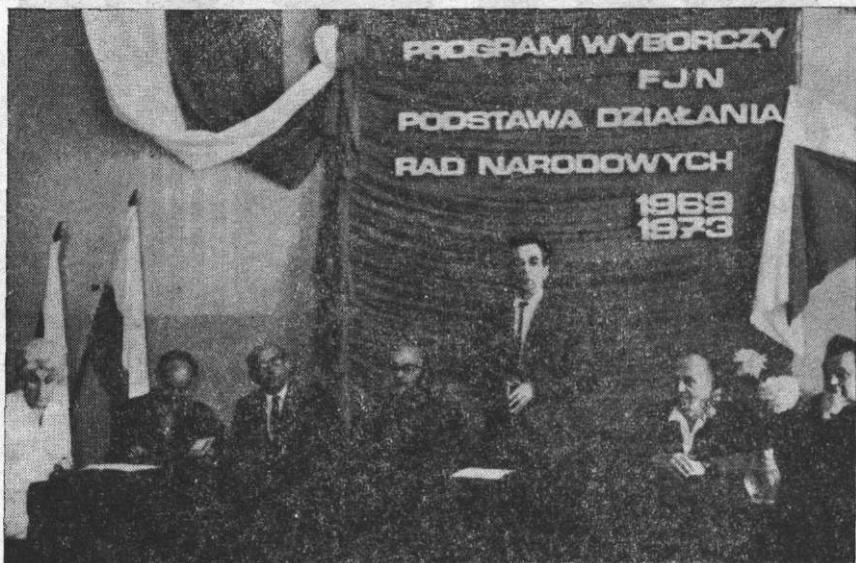 PROGRAM WYBORCZY
FJN
PODSTAWA DZIAŁANIA
RAD NARODOWYCH
1969
1973